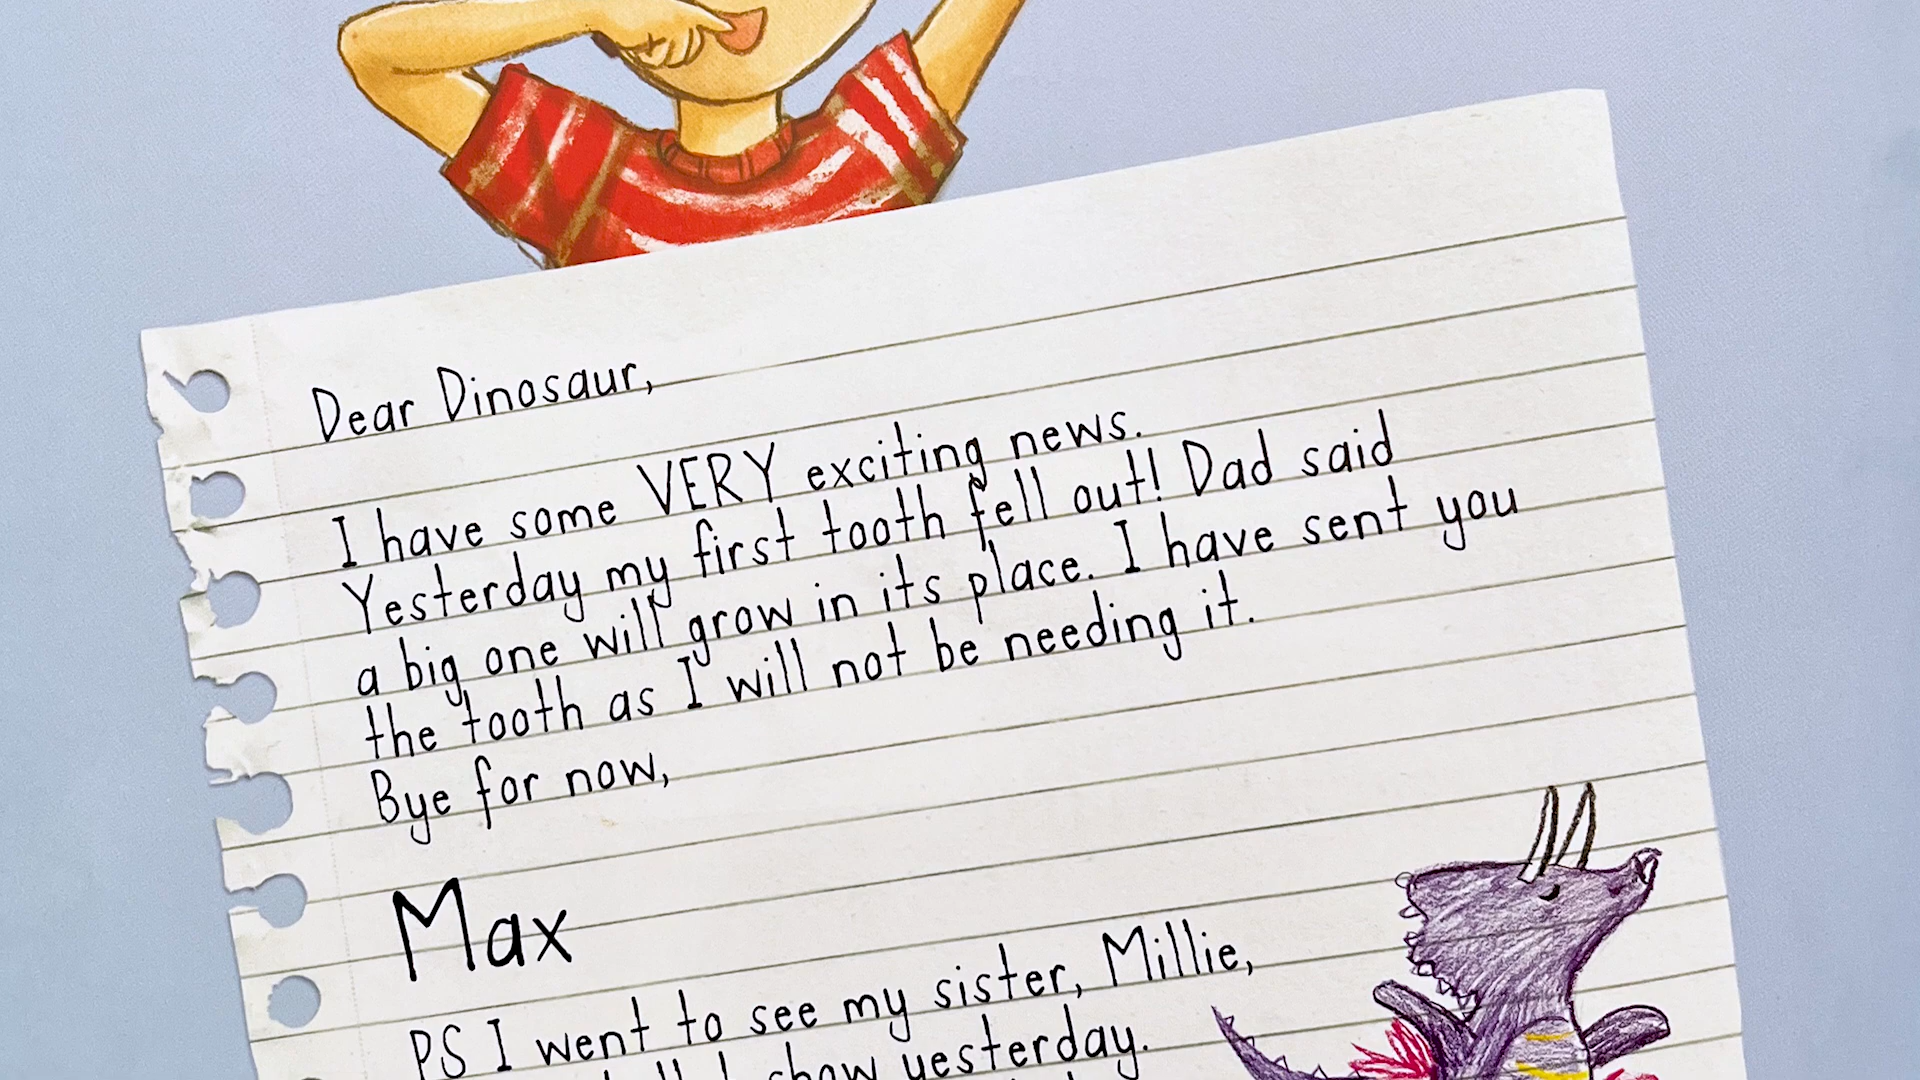 Dear Dinosaur,
I have some VERY exciting news.
Yesterday my first tooth fell out! Dad said
a big one will grow in its place. I have sent you
the tooth as I will not be needing it.
Bye for now,
Max
PS I went to see my sister, Millie,
show yesterday.